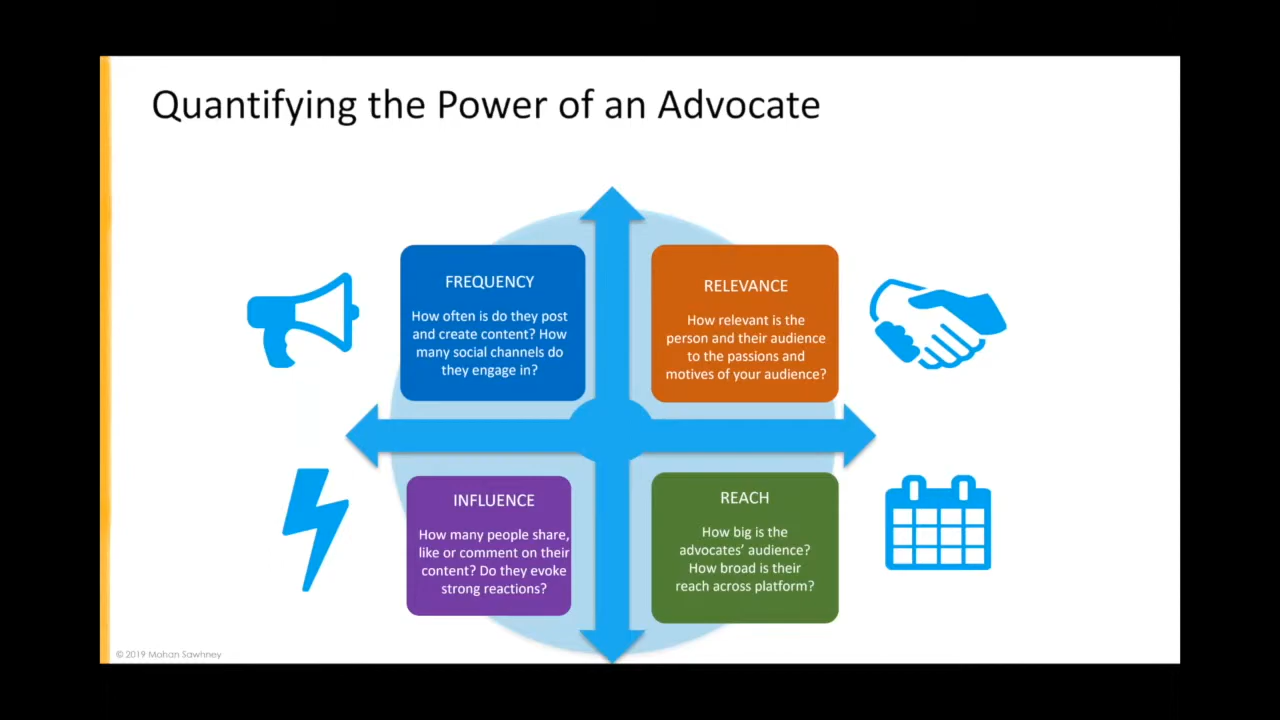 Quantifying the Power of an Advocate
FREQUENCY
How often is do they post
and create content? How
many social channels do
they engage in?
RELEVANCE
How relevant is the
person and their audience
to the passions and
motives of your audience?
INFLUENCE
How many people share,
like or comment on their
content? Do they evoke
strong reactions?
REACH
How big is the
advocates’ audience?
How broad is their
reach across platform?
© 2019 Mohan Sawhney